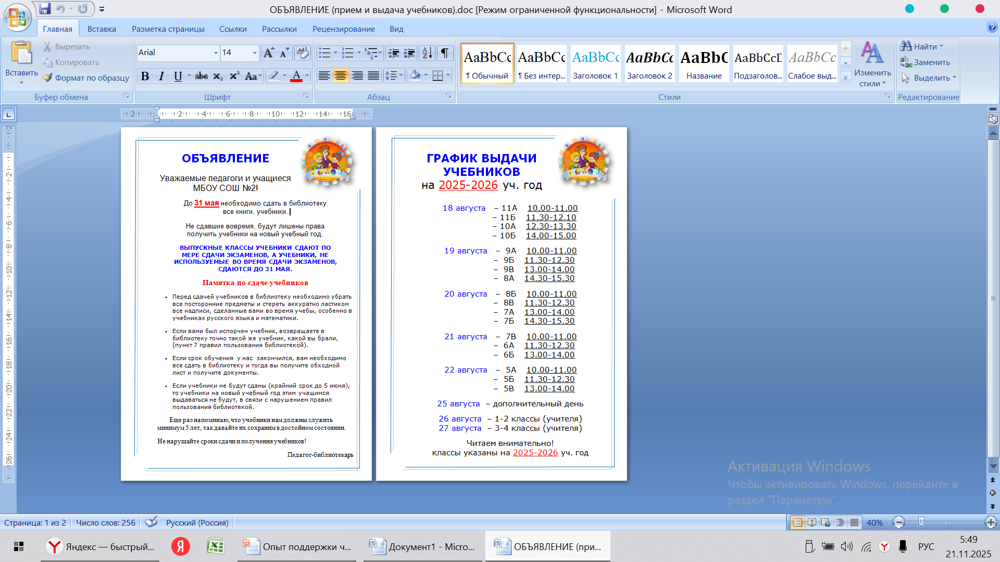 ОБЪЯВЛЕНИЕ (прием и выдача учебников).doc [Режим ограниченной функциональности] - Microsoft Word
Главная Вставка Разметка страницы Ссылки Рассылки Рецензирование Вид
Вставить
Вырезать
Копировать
Формат по образцу
Буфер обмена
Arial 14
Шрифт
Абзац
AaBbCc AaBbCc AaBbCc AaBbCc AaBbC AaBbCcD AaBbCc
¶ Обычный ¶ Без интер... Заголовок 1 Заголовок 2 Название Подзаголов... Слабое выд...
Стили
Изменить
стили
Найти
Заменить
Выделить
Редактирование
ОБЪЯВЛЕНИЕ
Уважаемые педагоги и учащиеся
МБОУ СОШ №2!
До 31 мая необходимо сдать в библиотеку
все книги, учебники.
Не сдавшие вовремя, будут лишены права
получить учебники на новый учебный год.
ВЫПУСКНЫЕ КЛАССЫ УЧЕБНИКИ СДАЮТ ПО
МЕРЕ СДАЧИ ЭКЗАМЕНОВ, А УЧЕБНИКИ, НЕ
ИСПОЛЬЗУЕМЫЕ ВО ВРЕМЯ СДАЧИ ЭКЗАМЕНОВ,
СДАЮТСЯ ДО 31 МАЯ.
Памятка по сдаче учебников
• Перед сдачей учебников в библиотеку необходимо убрать
все посторонние предметы и стереть аккуратно ластиком
все надписи, сделанные вами во время учебы, особенно в
учебниках русского языка и математики.
• Если вами был испорчен учебник, возвращаете в
библиотеку точно такой же учебник, какой вы брали,
(пункт 7 правил пользования библиотекой).
• Если срок обучения у нас закончился, вам необходимо
все сдать в библиотеку и тогда вы получите обходной
лист и получите документы.
• Если учебники не будут сданы (крайний срок до 5 июня),
то учебники на новый учебный год этим учащимся
выдаваться не будут, в связи с нарушением правил
пользования библиотекой.
Еще раз напоминаю, что учебники нам должны служить
минимум 5 лет, так давайте их сохраним в достойном состоянии.
Не нарушайте сроки сдачи и получения учебников!
Педагог-библиотекарь
ГРАФИК ВЫДАЧИ
УЧЕБНИКОВ
на 2025-2026 уч. год
18 августа – 11А 10.00-11.00
– 11Б 11.30-12.10
– 10А 12.30-13.30
– 10Б 14.00-15.00
19 августа – 9А 10.00-11.00
– 9Б 11.30-12.30
– 9В 13.00-14.00
– 8А 14.30-15.30
20 августа – 8Б 10.00-11.00
– 8В 11.30-12.30
– 7А 13.00-14.00
– 7Б 14.30-15.30
21 августа – 7В 10.00-11.00
– 6А 11.30-12.30
– 6Б 13.00-14.00
22 августа – 5А 10.00-11.00
– 5Б 11.30-12.30
– 5В 13.00-14.00
25 августа – дополнительный день
26 августа – 1-2 классы (учителя)
27 августа – 3-4 классы (учителя)
Читаем внимательно!
классы указаны на 2025-2026 уч. год
Активация Windows
Чтобы активировать Windows, перейдите в
раздел "Параметры".
Страница: 1 из 2 Число слов: 256 Русский (Россия) 40%
Яндекс — быстрый... Опыт поддержки ч... Документ1 - Micro... ОБЪЯВЛЕНИЕ (при... РУС
5:49
21.11.2025